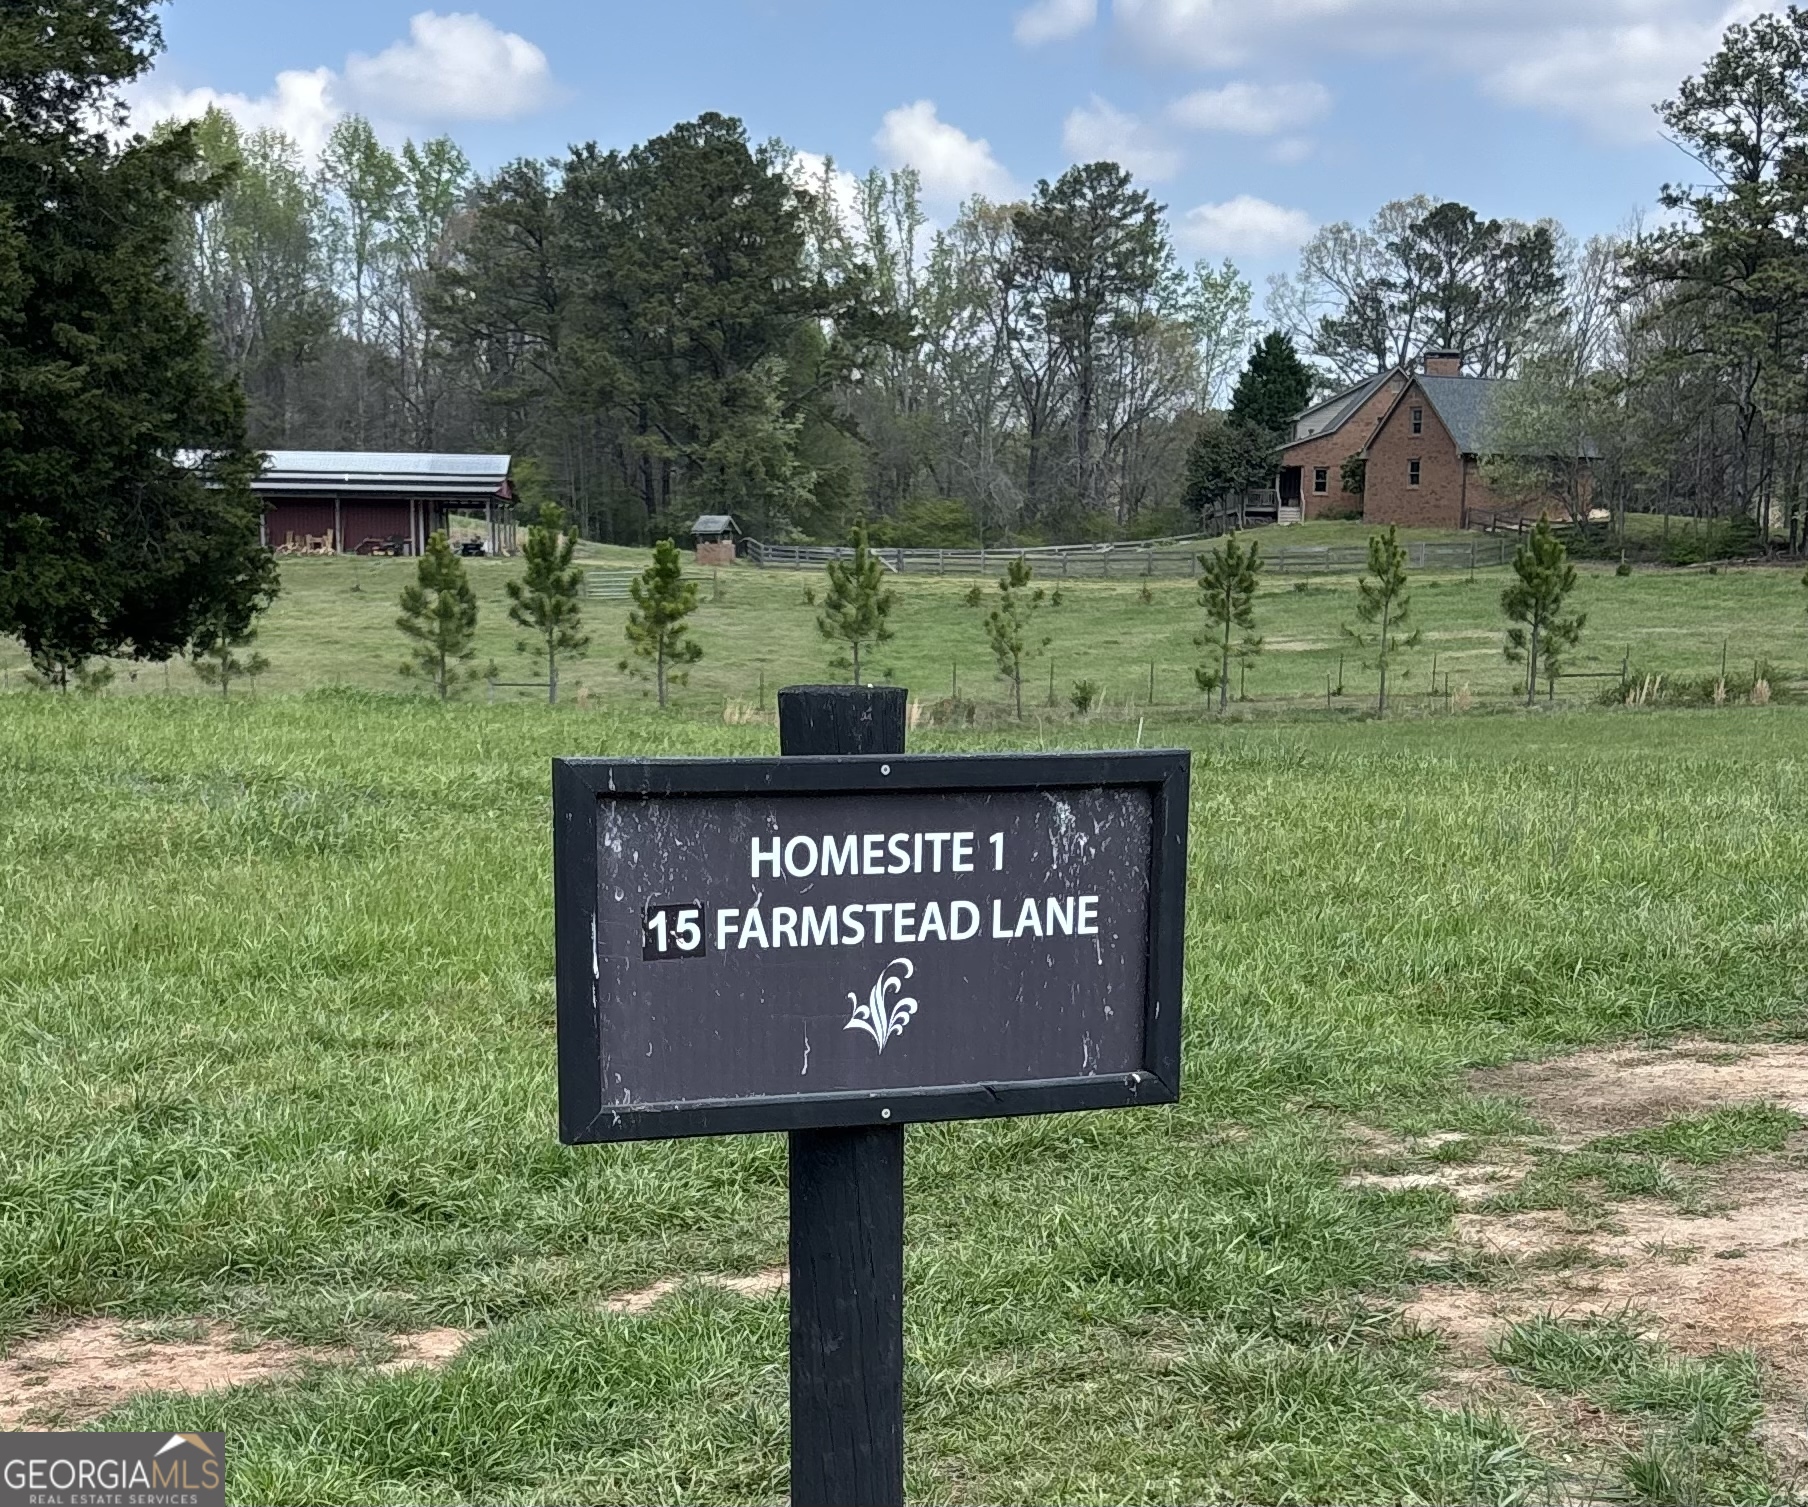 HOMESITE 1
15 FARMSTEAD LANE
GEORGIAMLS
REAL ESTATE SERVICES